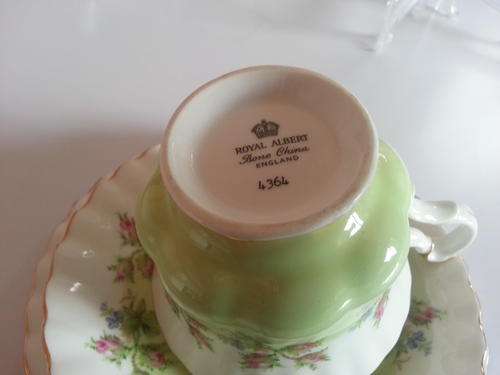 ROYAL ALBERT
Bone China
ENGLAND
4364